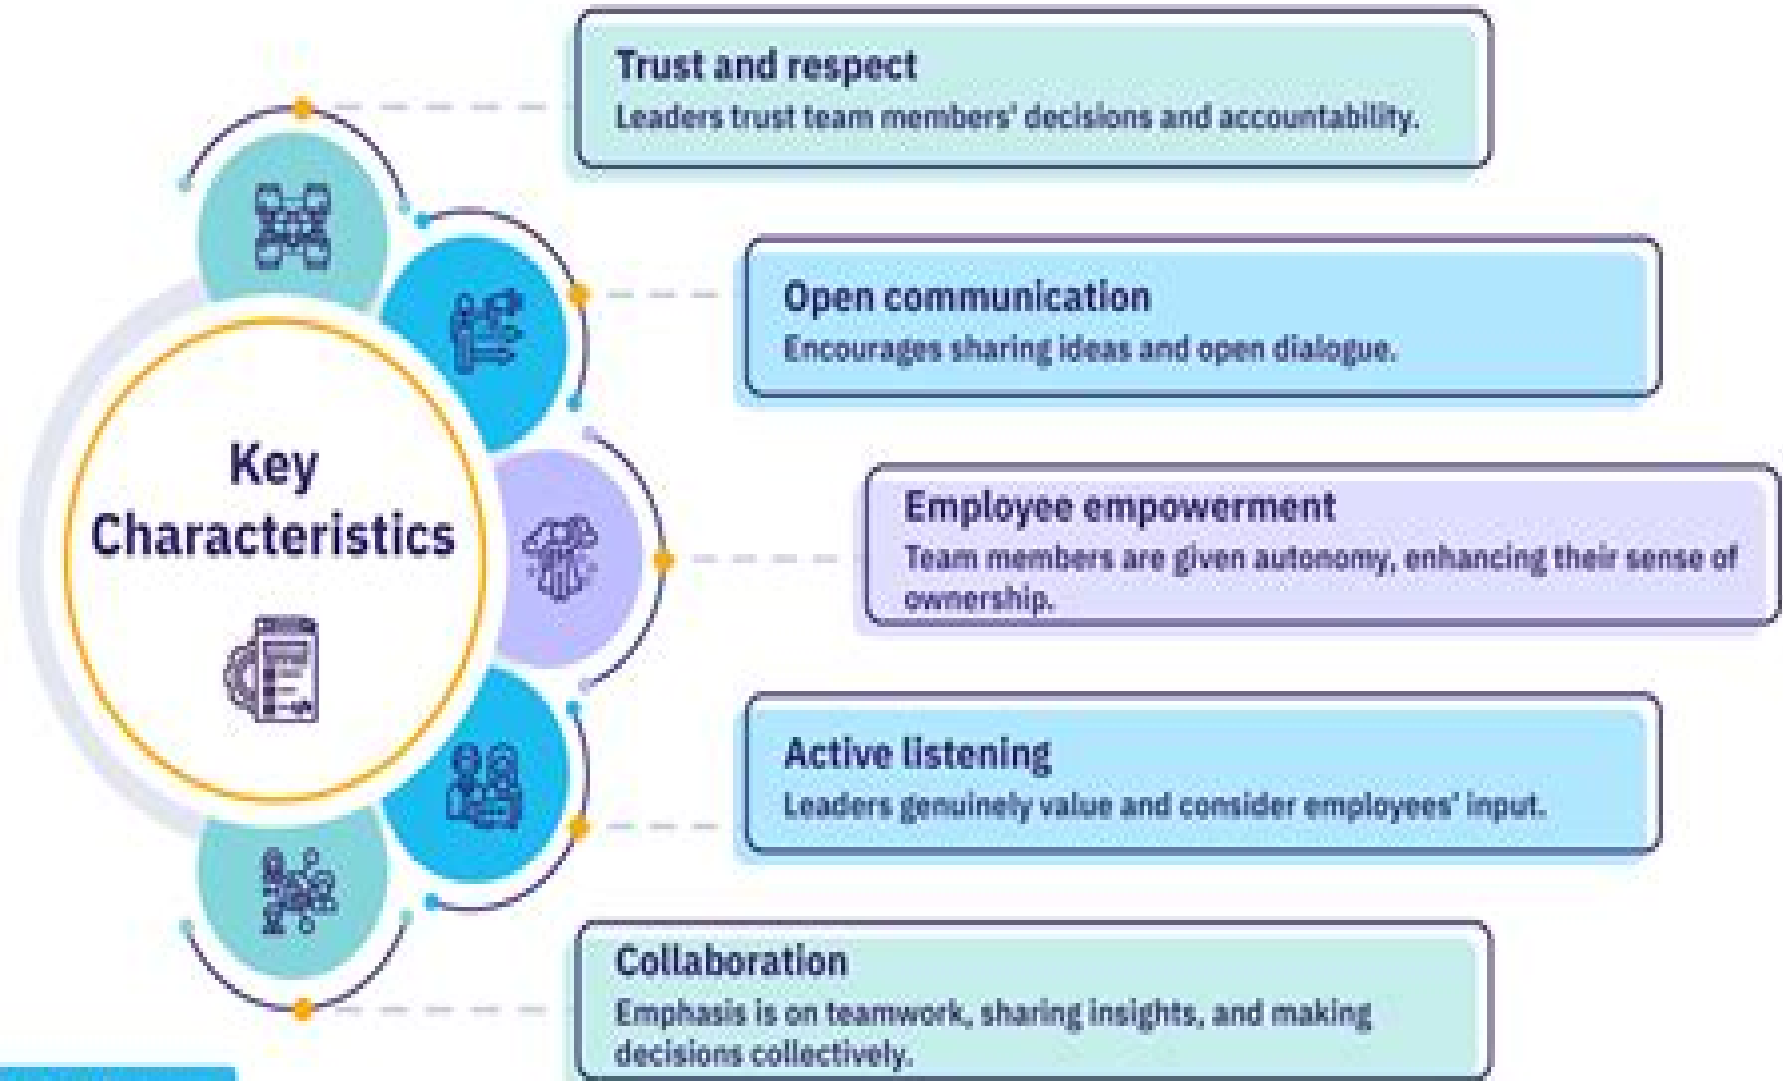 Key
Characteristics
Trust and respect
Leaders trust team members' decisions and accountability.
Open communication
Encourages sharing ideas and open dialogue.
Employee empowerment
Team members are given autonomy, enhancing their sense of
ownership.
Active listening
Leaders genuinely value and consider employees' input.
Collaboration
Emphasis is on teamwork, sharing insights, and making
decisions collectively.